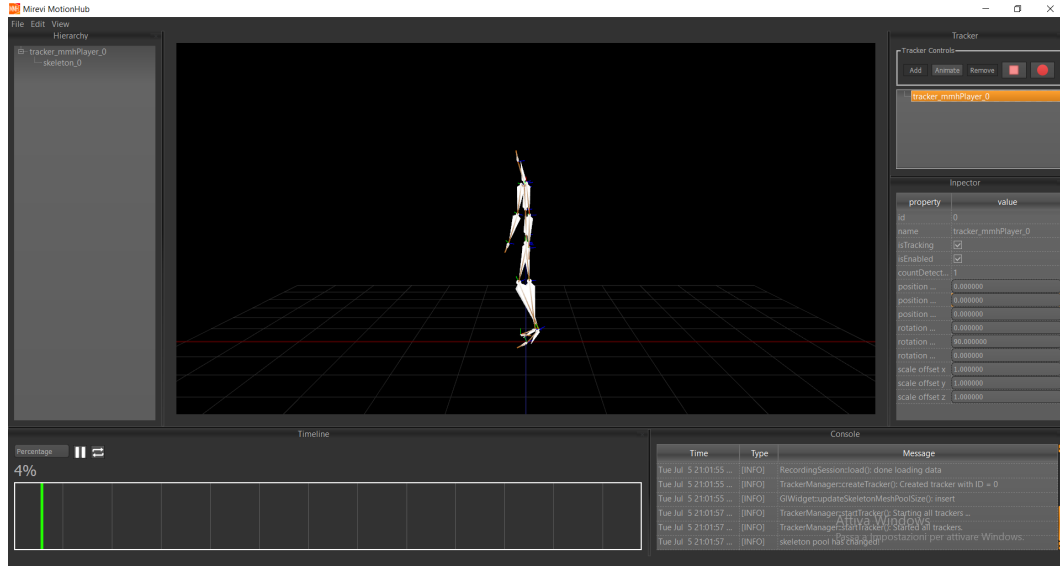 Mirevi MotionHub
File Edit View
Hierarchy
tracker_mmhPlayer_0
skeleton_0
Tracker
Tracker Controls
Add Animate Remove
tracker_mmhPlayer_0
Inpector
property value
id 0
name tracker_mmhPlayer_0
isTracking
isEnabled
countDetect... 1
position ... 0.000000
position ... 0.000000
position ... 0.000000
rotation ... 0.000000
rotation ... 90.000000
rotation ... 0.000000
scale offset x 1.000000
scale offset y 1.000000
scale offset z 1.000000
Timeline
Percentage
4%
Console
Time Type Message
Tue Jul 5 21:01:55 ... [INFO] RecordingSession::load(): done loading data
Tue Jul 5 21:01:55 ... [INFO] TrackerManager::createTracker(): Created tracker with ID = 0
Tue Jul 5 21:01:55 ... [INFO] GlWidget::updateSkeletonMeshPoolSize(): insert
Tue Jul 5 21:01:57 ... [INFO] TrackerManager::startTracker(): Starting all trackers ...
Tue Jul 5 21:01:57 ... [INFO] TrackerManager::startTracker(): Started all trackers.
Tue Jul 5 21:01:57 ... [INFO] skeleton pool has changed!
Attiva Windows
Passa a Impostazioni per attivare Windows.